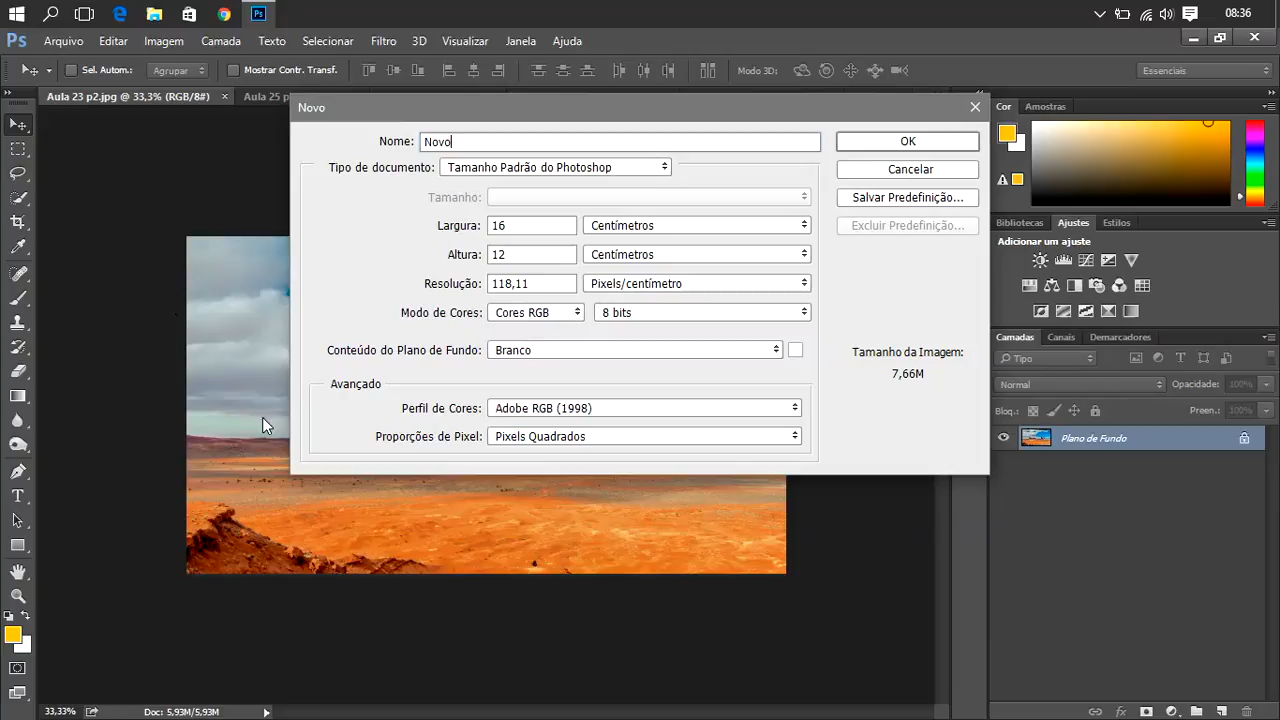 08:36
Ps Arquivo Editar Imagem Camada Texto Selecionar Filtro 3D Visualizar Janela Ajuda
Sel. Autom.: Agrupar Mostrar Contr. Transf. Modo 3D: Essenciais
Aula 23 p2.jpg @ 33,3% (RGB/8#) × Aula 25 p
Novo
Cor Amostras
Nome: Novo
OK
Tipo de documento: Tamanho Padrão do Photoshop
Cancelar
Tamanho:
Salvar Predefinição...
Largura: 16 Centímetros
Excluir Predefinição...
Bibliotecas Ajustes Estilos
Adicionar um ajuste
Altura: 12 Centímetros
Resolução: 118,11 Pixels/centímetro
Modo de Cores: Cores RGB 8 bits
Conteúdo do Plano de Fundo: Branco
Tamanho da Imagem:
7,66M
Camadas Canais Demarcadores
Tipo
Avançado
Normal Opacidade: 100%
Perfil de Cores: Adobe RGB (1998)
Bloq.: Preen.: 100%
Proporções de Pixel: Pixels Quadrados
Plano de Fundo
33,33% Doc: 5,93M/5,93M
fx